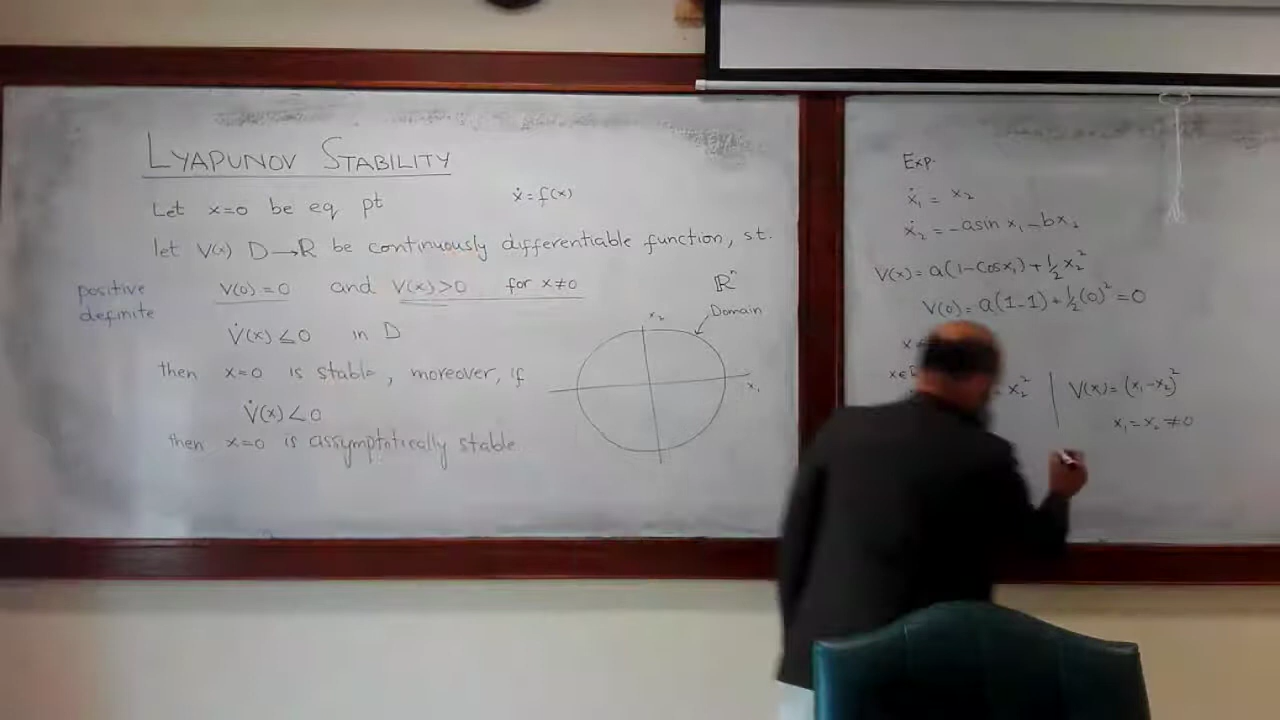 LYAPUNOV STABILITY
Let x=0 be eq pt
ẋ=f(x)
let V(x) D→R be continuously differentiable function, st.
positive definite
V(0)=0 and V(x)>0 for x≠0
V̇(x)≤0 in D
then x=0 is stable, moreover, if
V̇(x)<0
then x=0 is assymptotically stable
ℝⁿ
Domain
x₂
x₁
Exp.
ẋ₁ = x₂
ẋ₂ = -asin x₁ - bx₂
V(x)= a(1-Cosx₁)+½x₂²
V(0)= a(1-1)+½(0)²=0
x₂²
V(x)=(x₁-x₂)²
x₁=x₂≠0